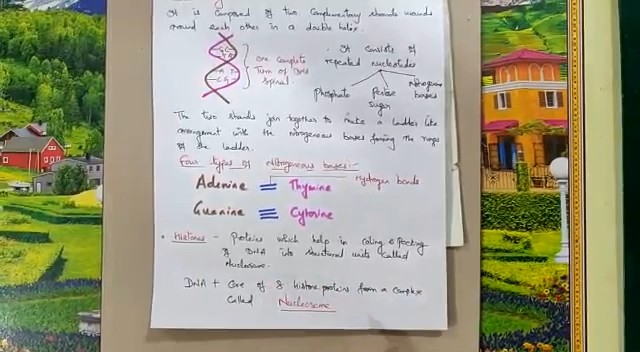 It is composed of two complementary strands wounds
around each other in a double helix.
G C
T A
A T
C G
one complete
Turn of DNA
spiral
• It consists of
repeated nucleotides
Phosphate
Pentose
sugar
Nitrogenous
bases
The two strands join together to make a ladder like
arrangement with the nitrogenous bases forming the rungs
of the ladder.
Four types of Nitrogenous bases:-
Hydrogen bonds
Adenine = Thymine
Guanine ≡ Cytosine
• Histones - Proteins which help in coiling & packing
of DNA into structural units called
nucleosome.
DNA + Core of 8 histone proteins form a complex
called Nucleosome